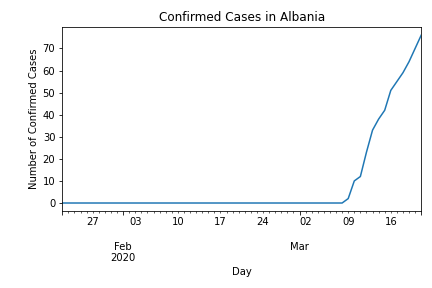 Confirmed Cases in Albania
Number of Confirmed Cases
70
60
50
40
30
20
10
0
27 03 10 17 24 02 09 16
Feb Mar
2020
Day